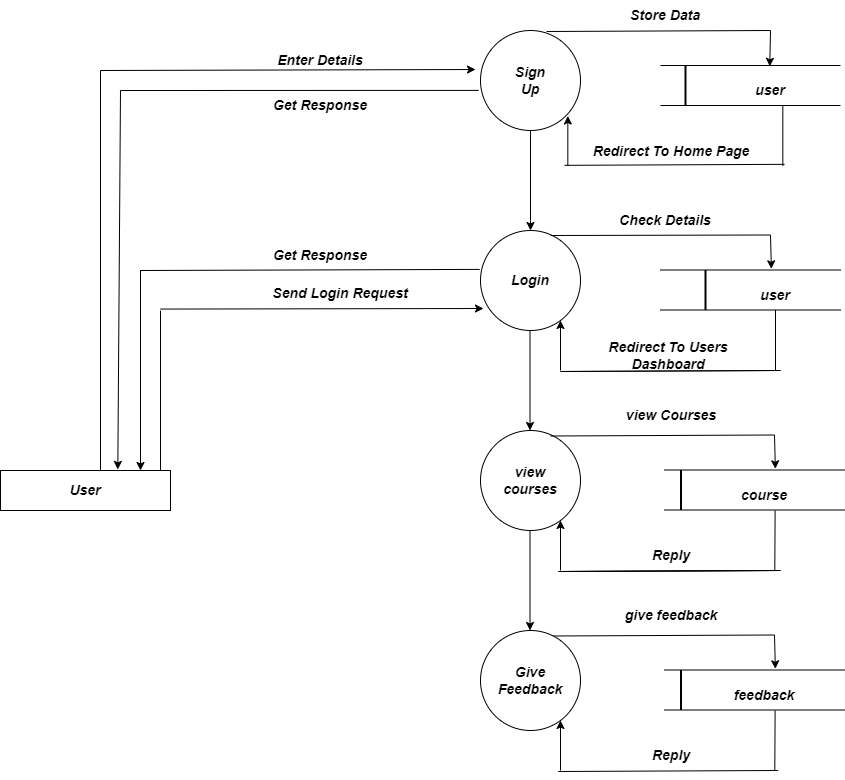 Store Data
Enter Details
Sign
Up
user
Get Response
Redirect To Home Page
Check Details
Get Response
Login
Send Login Request
user
Redirect To Users
Dashboard
view Courses
view
courses
User
course
Reply
give feedback
Give
Feedback
feedback
Reply